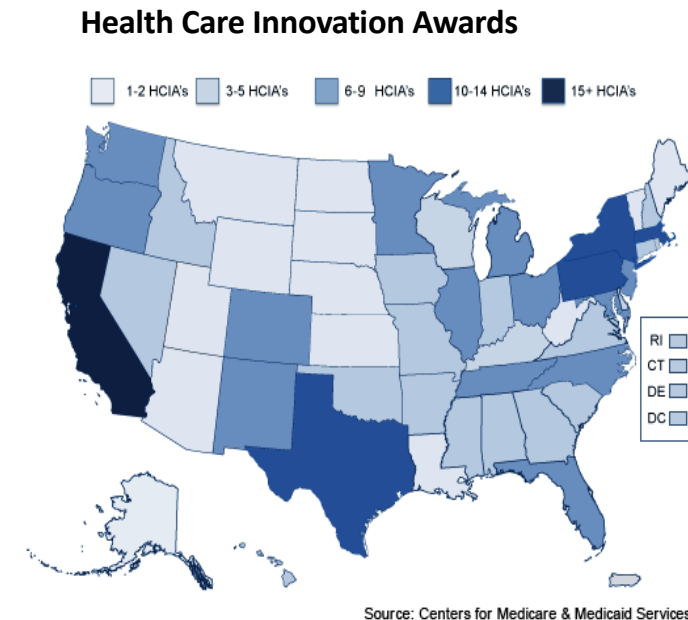 Health Care Innovation Awards
1-2 HCIA's 3-5 HCIA's 6-9 HCIA's 10-14 HCIA's 15+ HCIA's
RI
CT
DE
DC
Source: Centers for Medicare & Medicaid Services